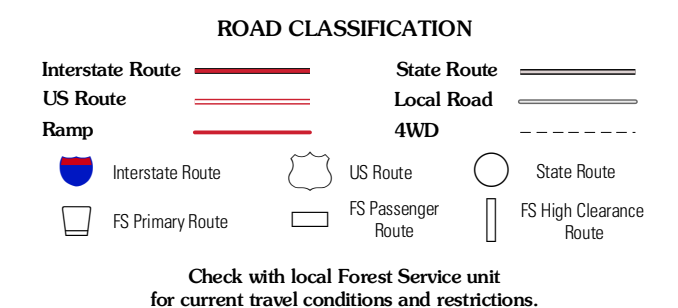 ROAD CLASSIFICATION
Interstate Route
State Route
US Route
Local Road
Ramp
4WD
Interstate Route
US Route
State Route
FS Primary Route
FS Passenger
Route
FS High Clearance
Route
Check with local Forest Service unit
for current travel conditions and restrictions.